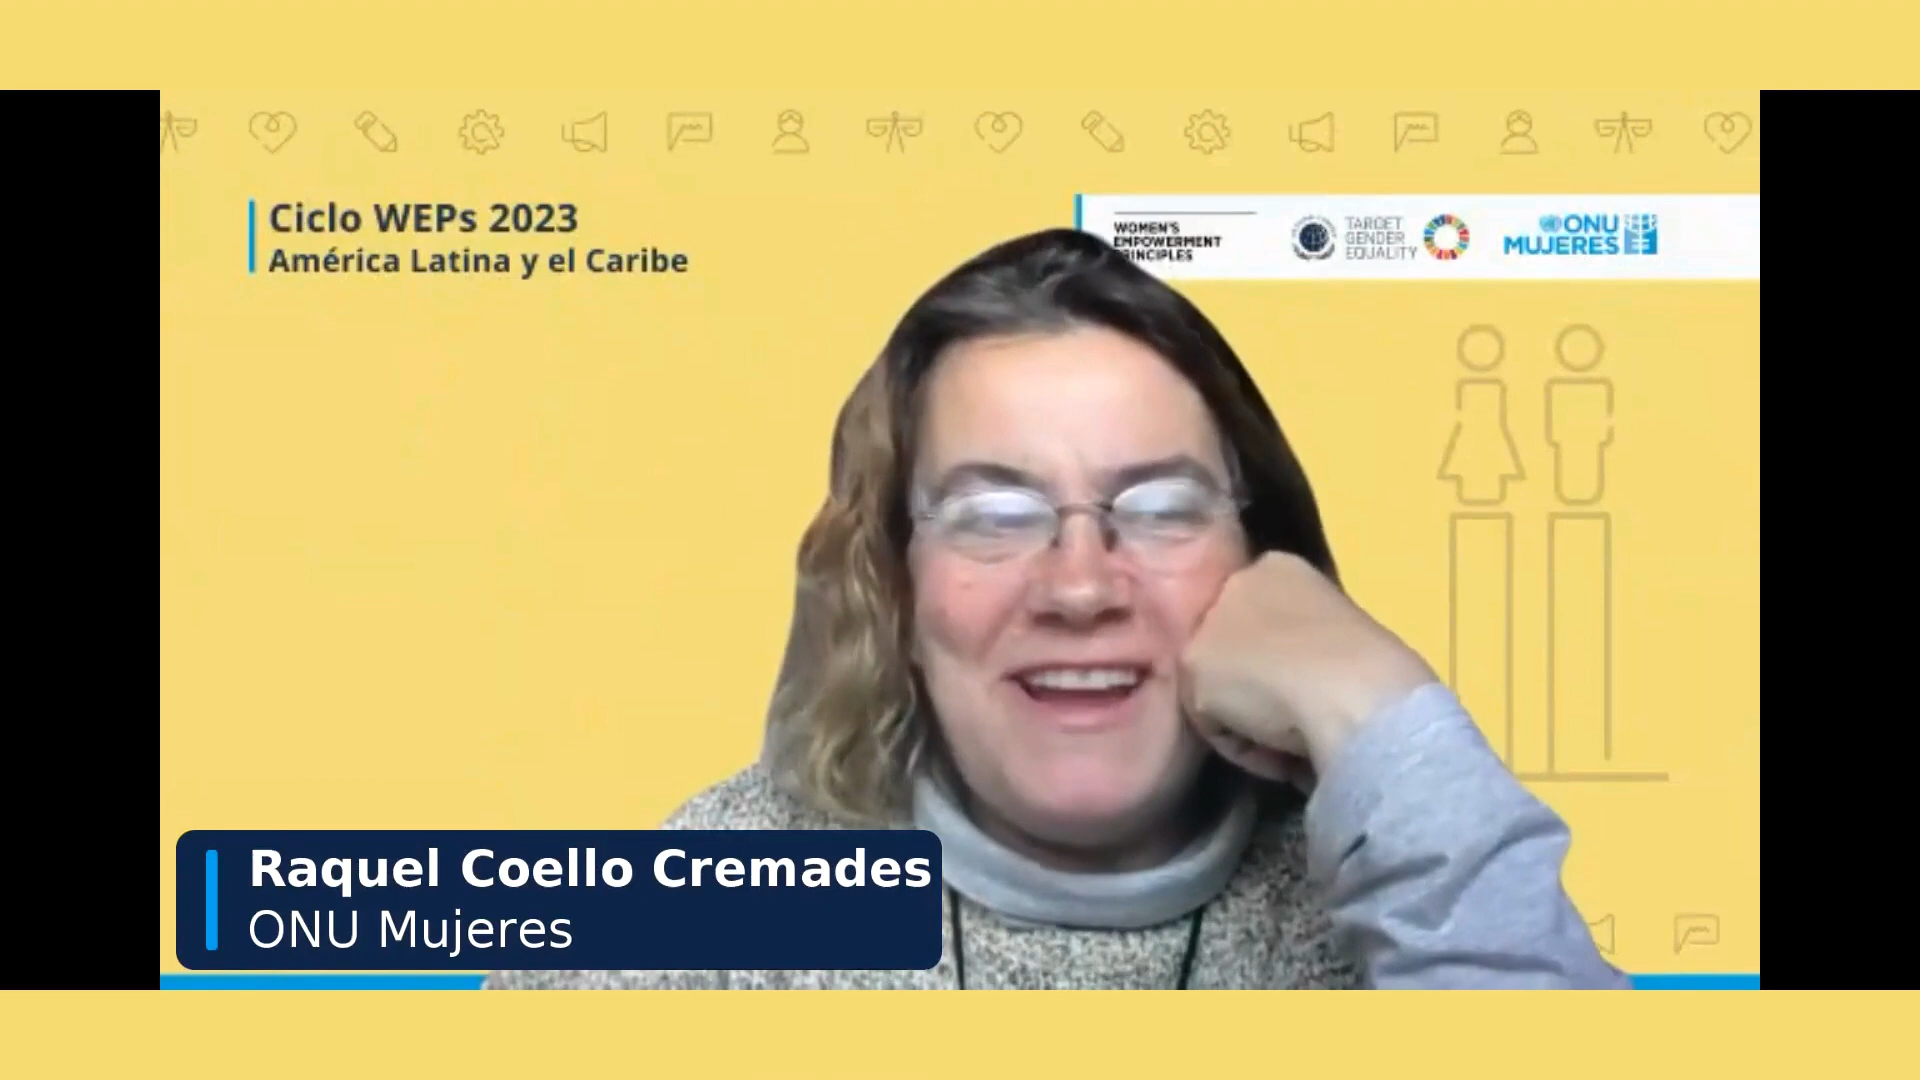 Ciclo WEPs 2023
América Latina y el Caribe
WOMEN'S
EMPOWERMENT
PRINCIPLES
TARGET
GENDER
EQUALITY
ONU
MUJERES
Raquel Coello Cremades
ONU Mujeres